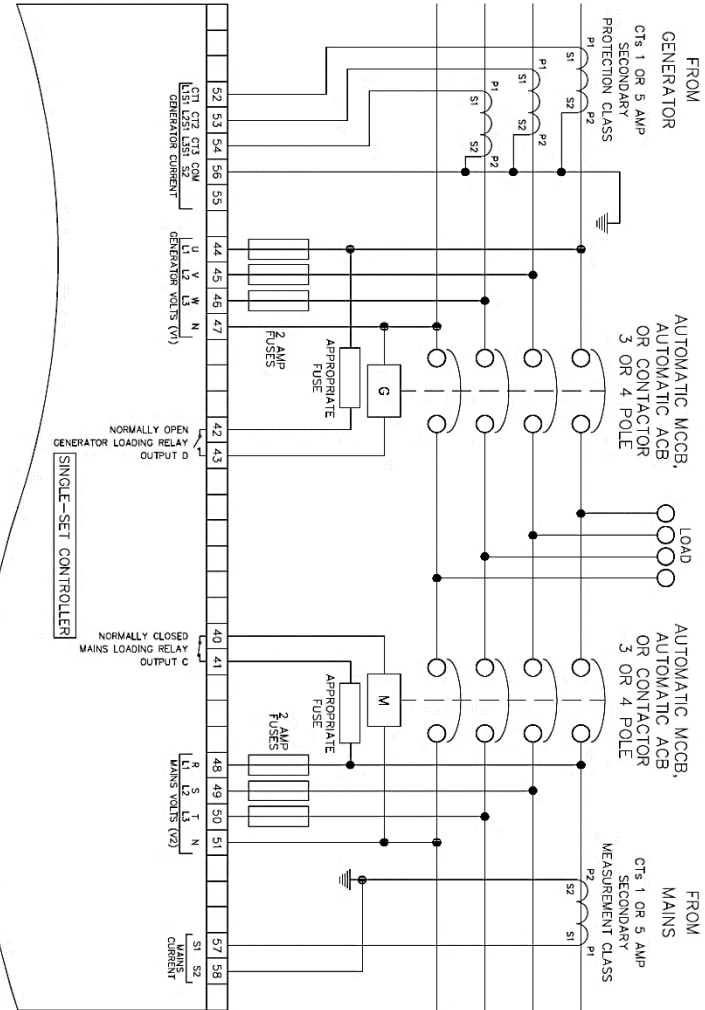 FROM
GENERATOR
CTs 1 OR 5 AMP
SECONDARY
PROTECTION CLASS
P1
S1
S2
P2
P1
S1
S2
P2
P1
S1
S2
P2
52
53
54
56
55
CT1 CT2 CT3 COM
L1S1 L2S1 L3S1 S2
GENERATOR CURRENT
44
45
46
47
U V W N
L1 L2 L3
GENERATOR VOLTS (V1)
2 AMP
FUSES
APPROPRIATE
FUSE
G
AUTOMATIC MCCB,
AUTOMATIC ACB
OR CONTACTOR
3 OR 4 POLE
42
43
NORMALLY OPEN
GENERATOR LOADING RELAY
OUTPUT D
SINGLE-SET CONTROLLER
LOAD
40
41
NORMALLY CLOSED
MAINS LOADING RELAY
OUTPUT C
APPROPRIATE
FUSE
M
AUTOMATIC MCCB,
AUTOMATIC ACB
OR CONTACTOR
3 OR 4 POLE
2 AMP
FUSES
48
49
50
51
R S T N
L1 L2 L3
MAINS VOLTS (V2)
FROM
MAINS
CTs 1 OR 5 AMP
SECONDARY
MEASUREMENT CLASS
P2
S2
S1
P1
57
58
S1 S2
MAINS
CURRENT